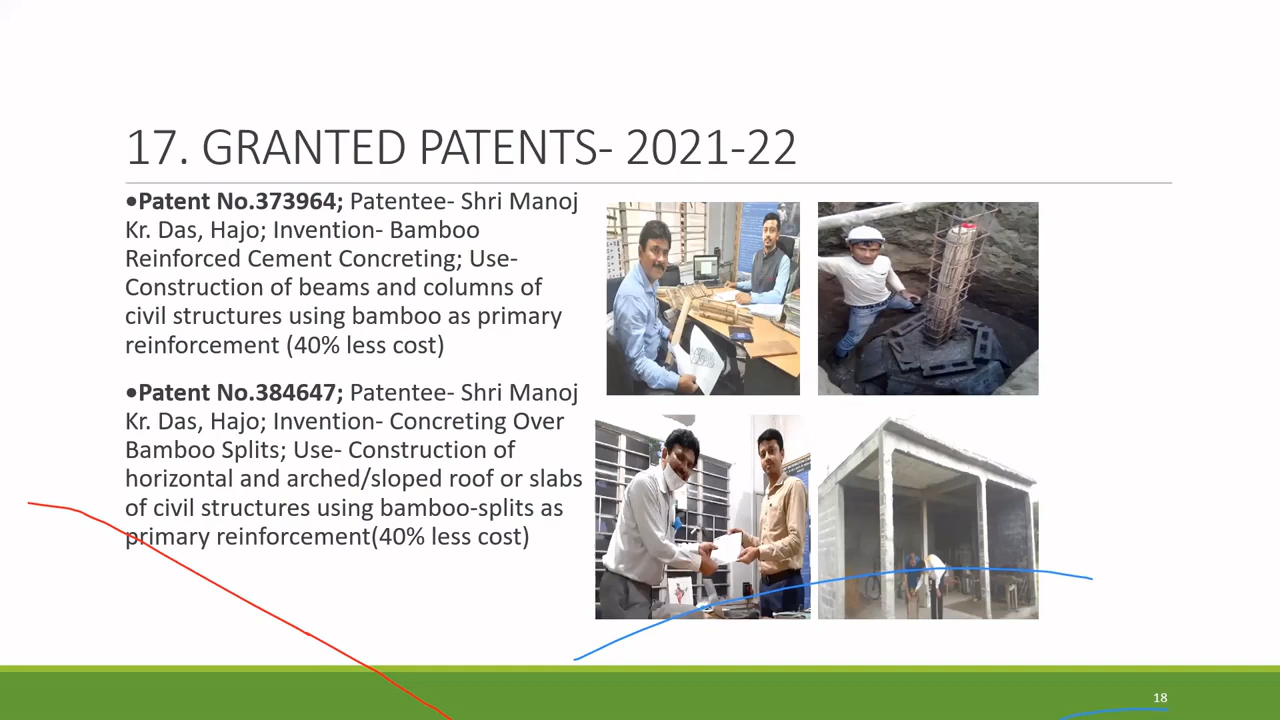 17. GRANTED PATENTS- 2021-22
•Patent No.373964; Patentee- Shri Manoj
Kr. Das, Hajo; Invention- Bamboo
Reinforced Cement Concreting; Use-
Construction of beams and columns of
civil structures using bamboo as primary
reinforcement (40% less cost)
•Patent No.384647; Patentee- Shri Manoj
Kr. Das, Hajo; Invention- Concreting Over
Bamboo Splits; Use- Construction of
horizontal and arched/sloped roof or slabs
of civil structures using bamboo-splits as
primary reinforcement(40% less cost)
18